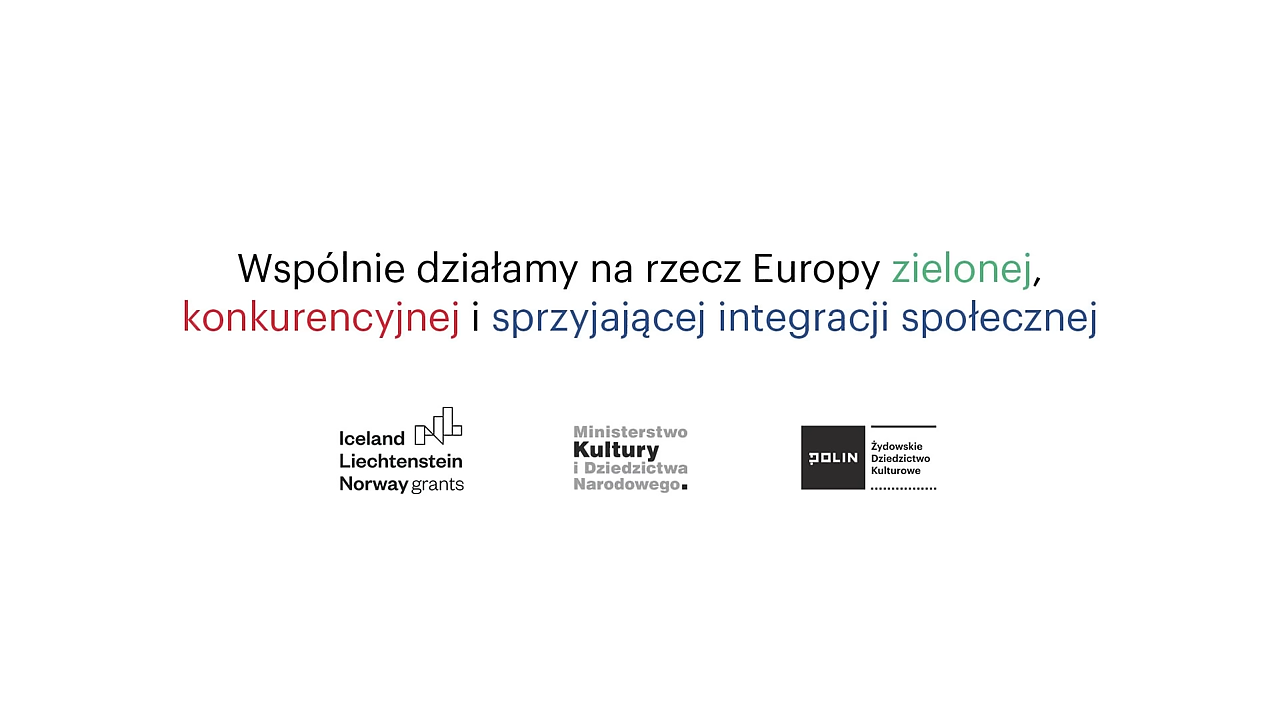 Wspólnie działamy na rzecz Europy zielonej,
konkurencyjnej i sprzyjającej integracji społecznej
Iceland
Liechtenstein
Norway grants
Ministerstwo
Kultury
i Dziedzictwa
Narodowego.
POLIN
Żydowskie
Dziedzictwo
Kulturowe